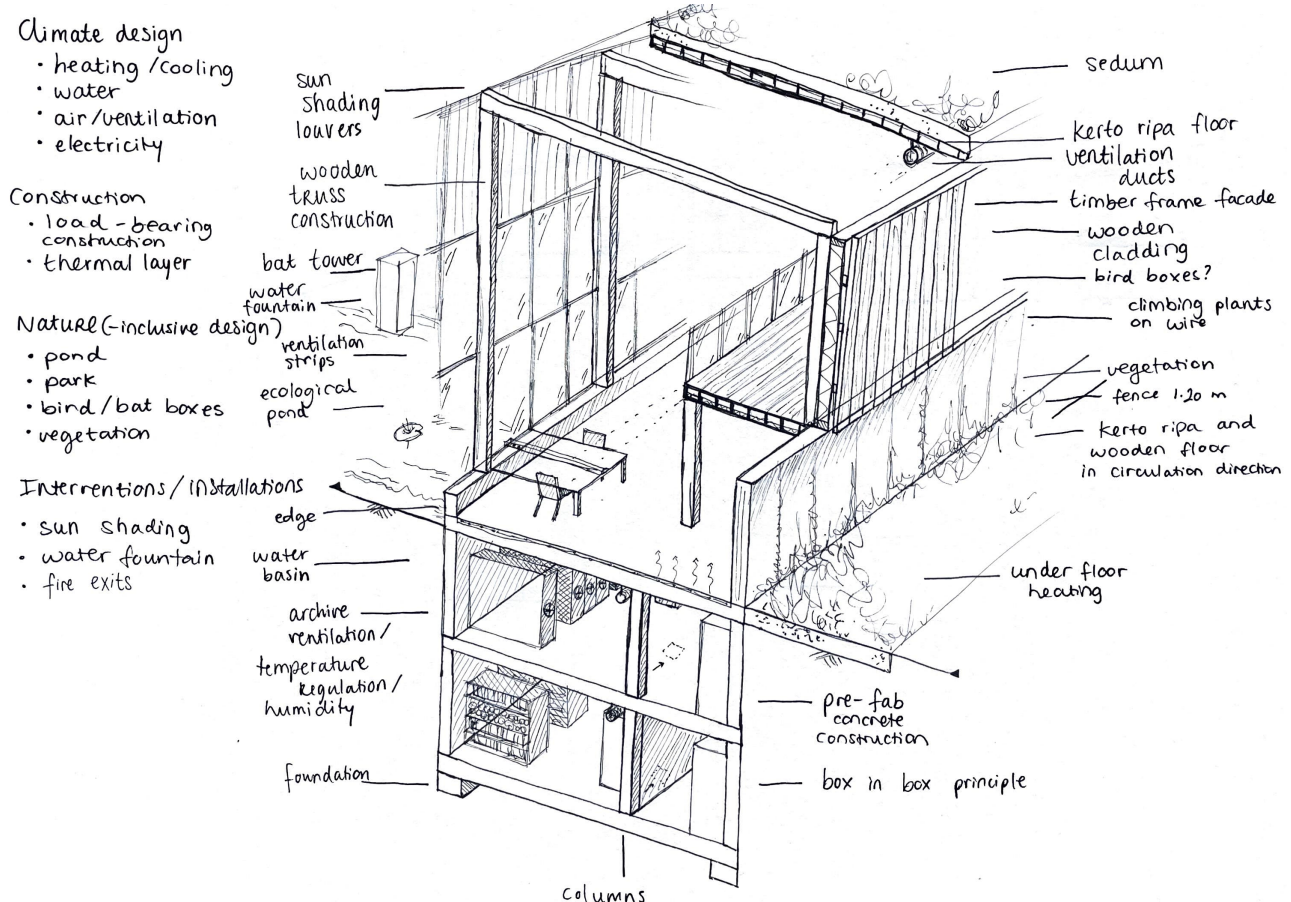 Climate design
• heating /cooling
• water
• air/ventilation
• electricity
Construction
• load-bearing
construction
• thermal layer
Nature(-inclusive design)
• pond
• park
• bird/bat boxes
• vegetation
Interventions/installations
• sun shading
• water fountain
• fire exits
sun
shading
louvers
wooden
truss
construction
bat tower
water
fountain
ventilation
strips
ecological
pond
edge
water
basin
archive
ventilation/
temperature
regulation/
humidity
foundation
columns
sedum
kerto ripa floor
ventilation
ducts
timber frame facade
wooden
cladding
bird boxes?
climbing plants
on wire
vegetation
fence 1.20 m
kerto ripa and
wooden floor
in circulation direction
under floor
heating
pre-fab
concrete
construction
box in box principle